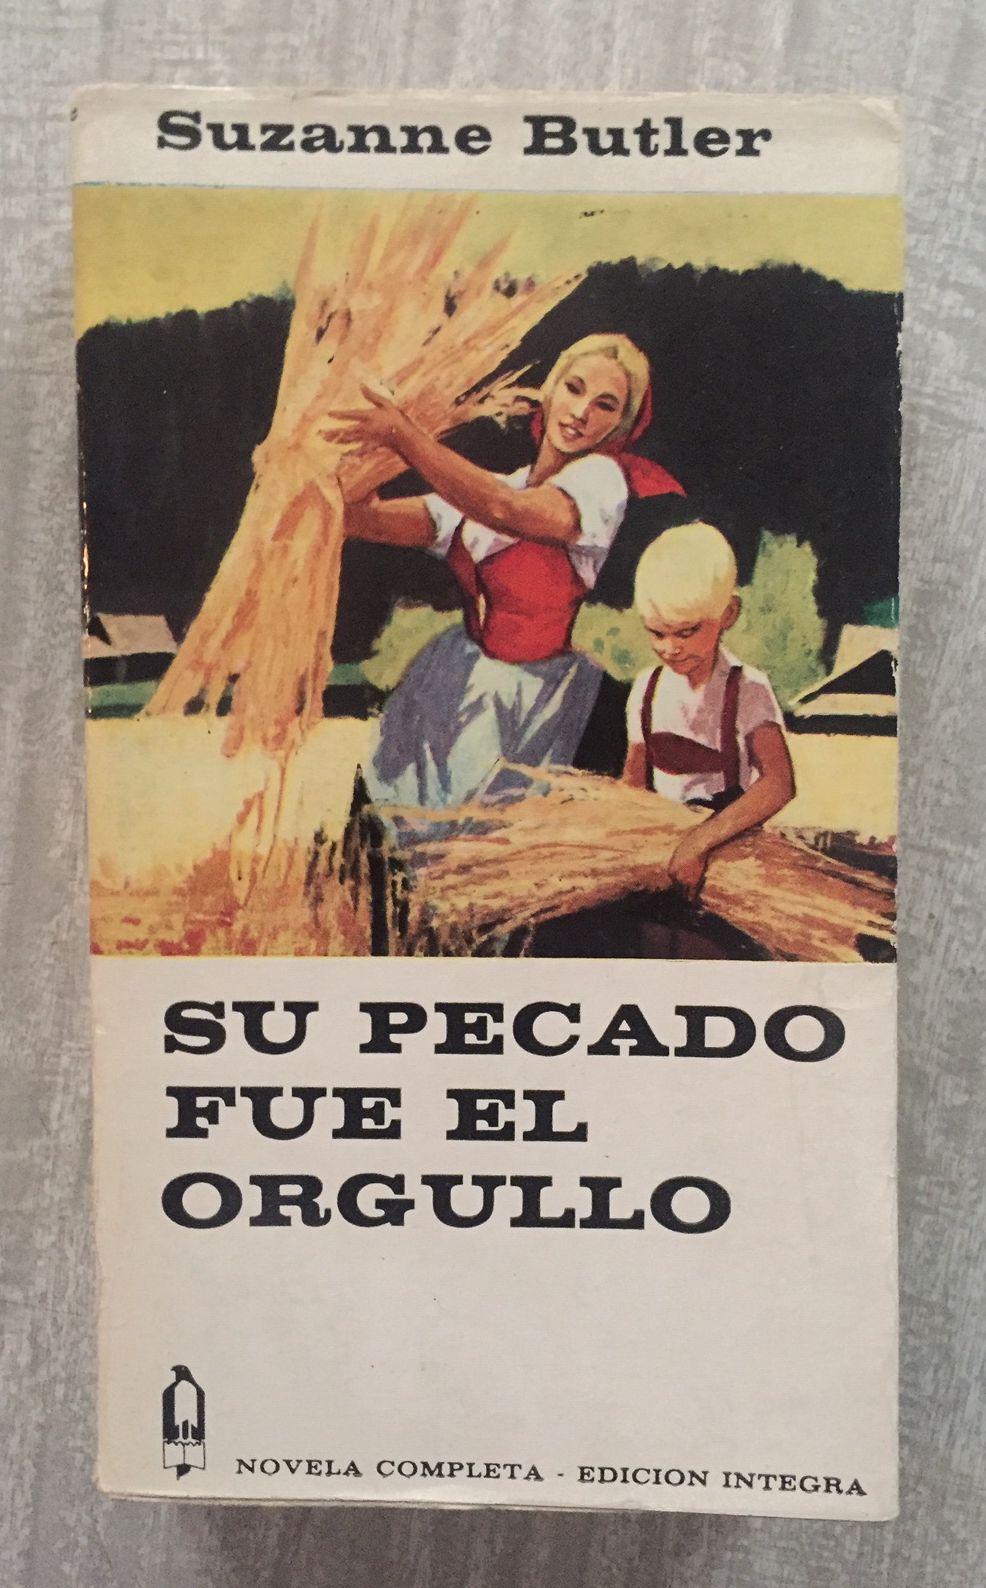 Suzanne Butler
SU PECADO
FUE EL
ORGULLO
NOVELA COMPLETA - EDICION INTEGRA